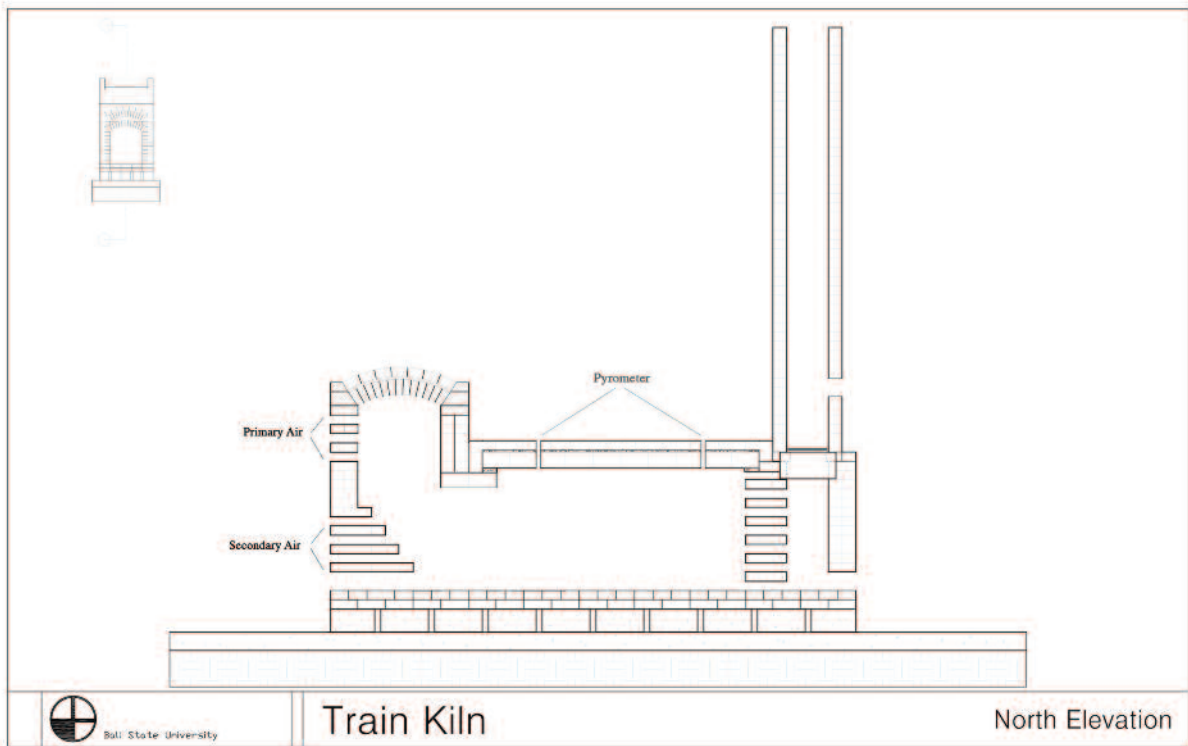 Pyrometer
Primary Air
Secondary Air
Ball State University
Train Kiln
North Elevation